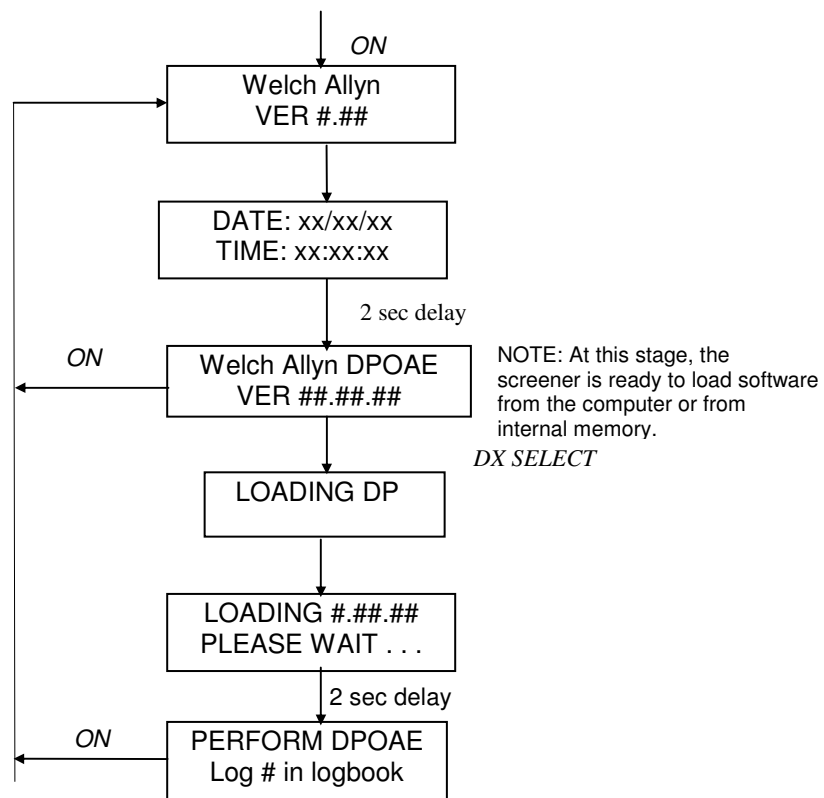 ON
Welch Allyn
VER #.##
DATE: xx/xx/xx
TIME: xx:xx:xx
2 sec delay
ON
Welch Allyn DPOAE
VER ##.##.##
NOTE: At this stage, the
screener is ready to load software
from the computer or from
internal memory.
DX SELECT
LOADING DP
LOADING #.##.##
PLEASE WAIT . . .
2 sec delay
ON
PERFORM DPOAE
Log # in logbook